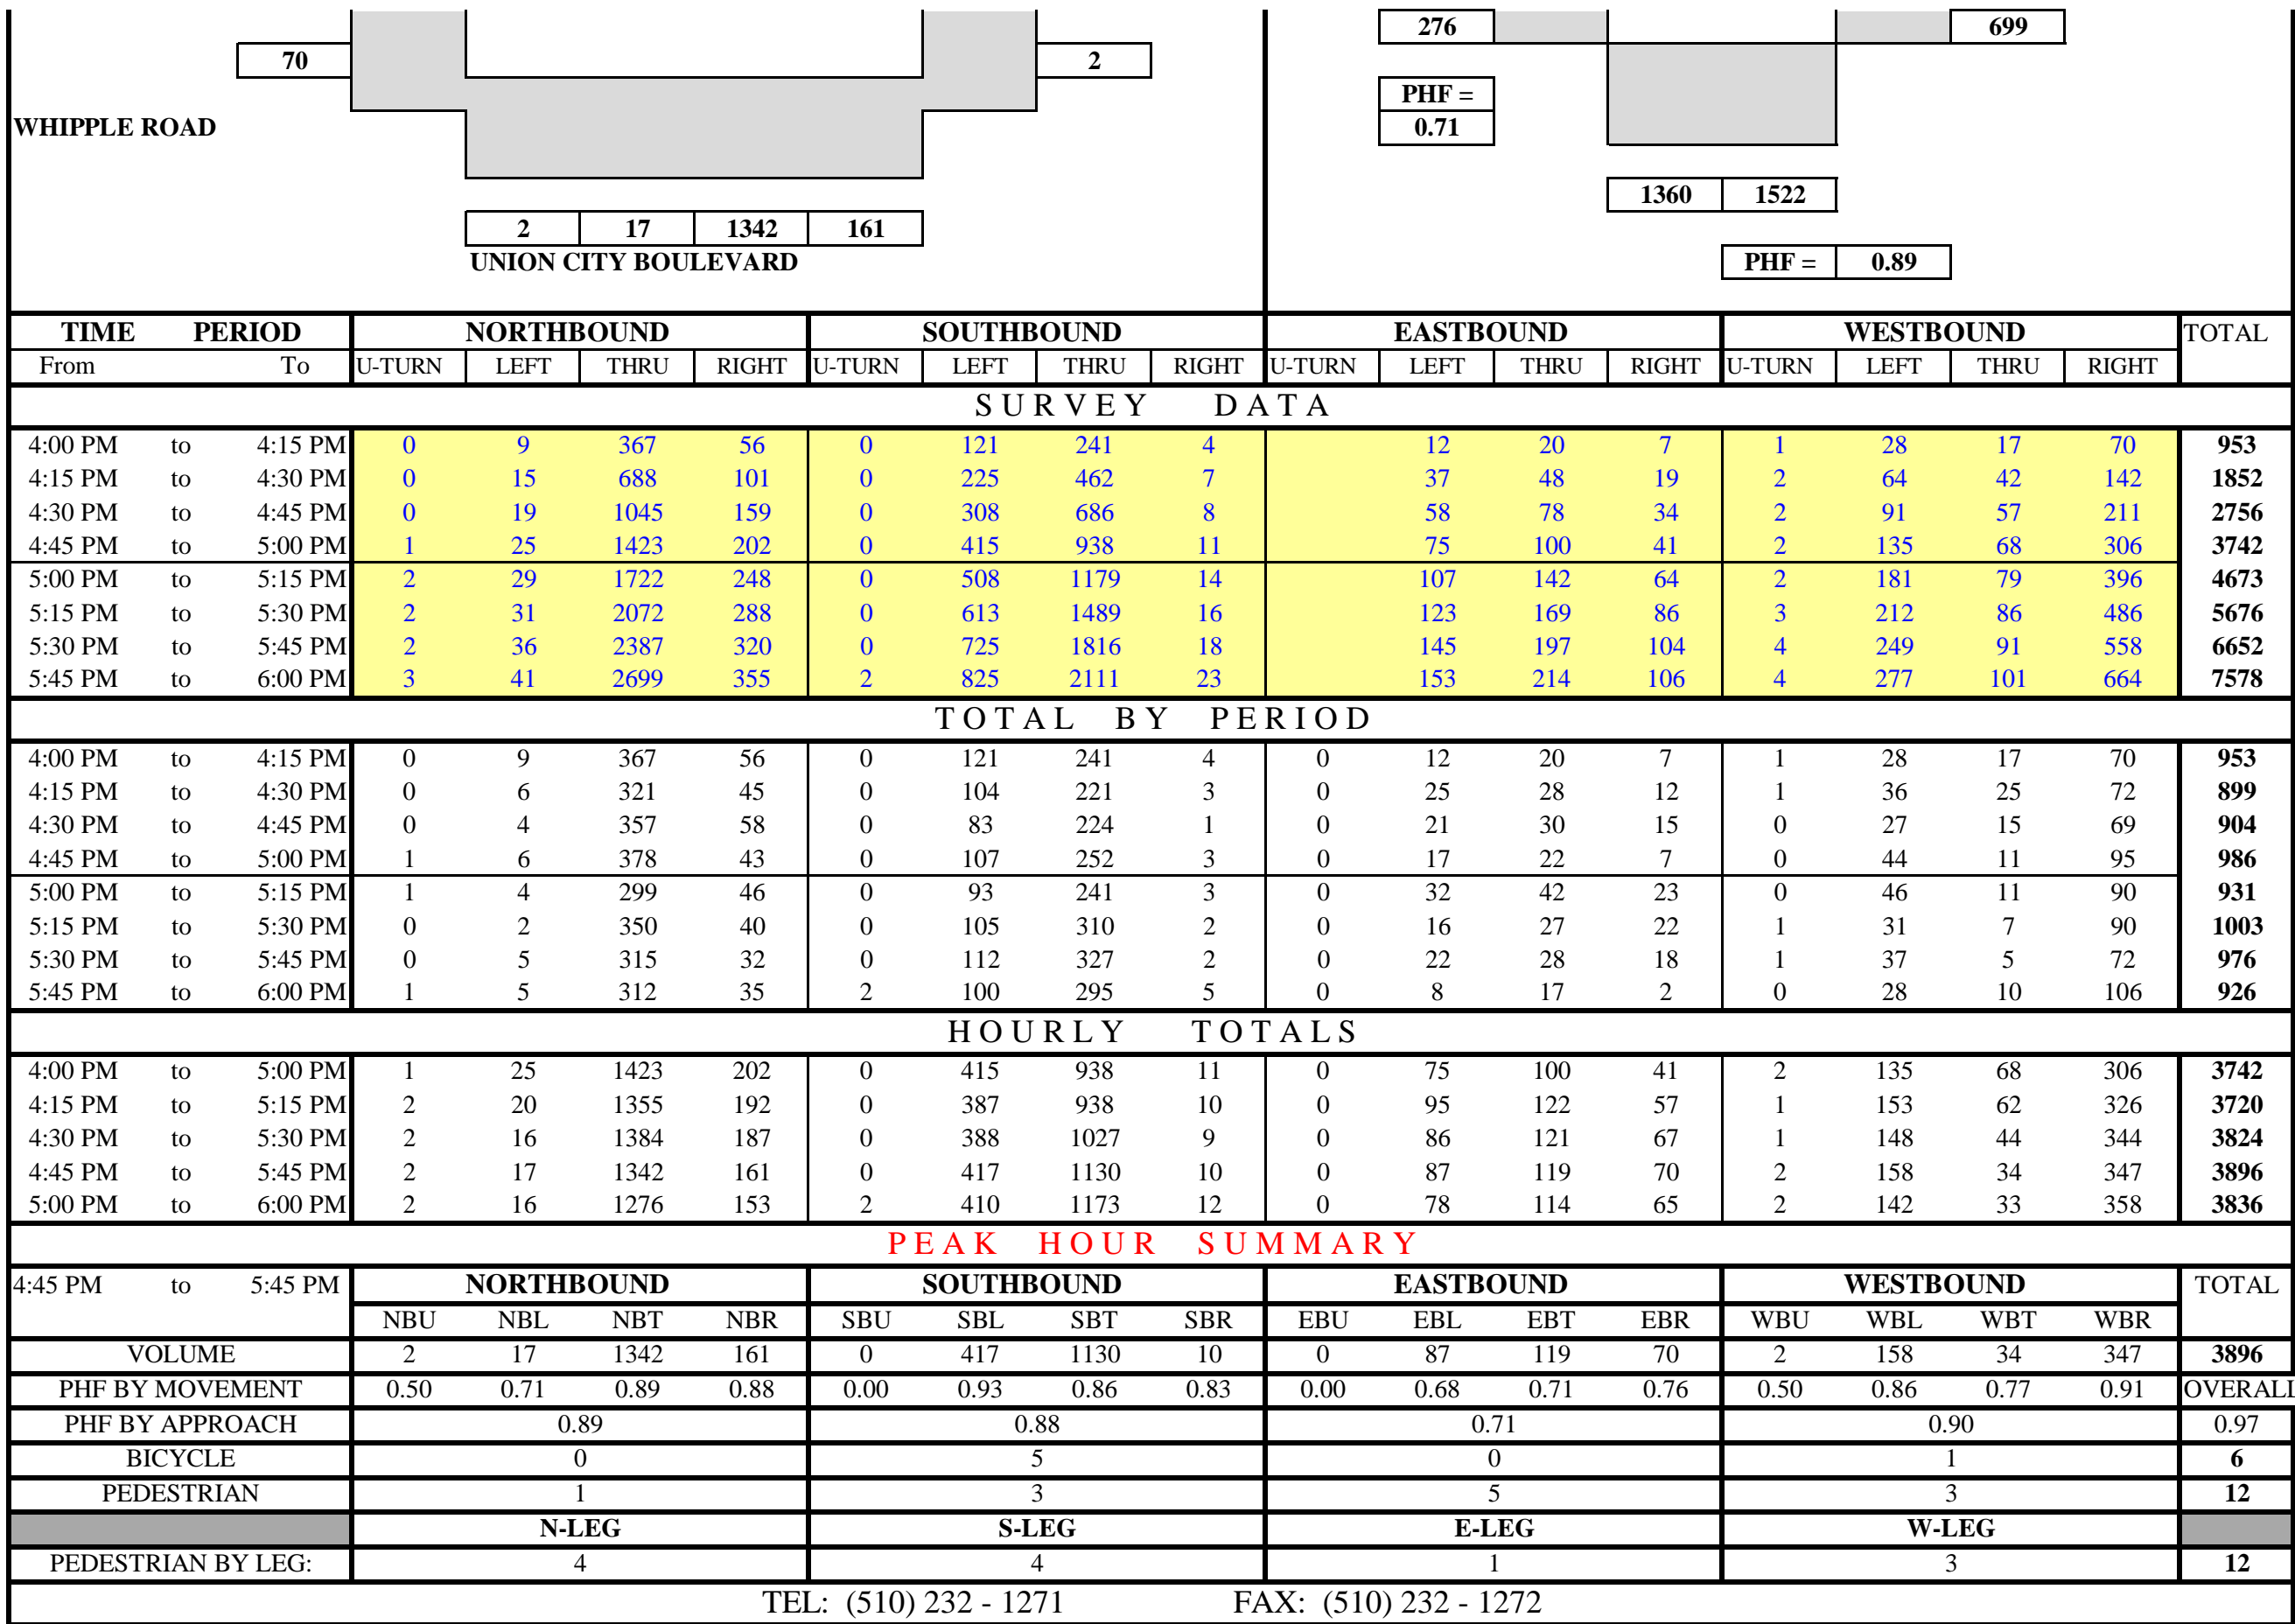 276 699
70 2
PHF =
WHIPPLE ROAD 0.71
1360 1522
2 17 1342 161
UNION CITY BOULEVARD PHF = 0.89
TIME PERIOD NORTHBOUND SOUTHBOUND EASTBOUND WESTBOUND TOTAL
From To U-TURN LEFT THRU RIGHT U-TURN LEFT THRU RIGHT U-TURN LEFT THRU RIGHT U-TURN LEFT THRU RIGHT
SURVEY DATA
4:00 PM to 4:15 PM 0 9 367 56 0 121 241 4 12 20 7 1 28 17 70 953
4:15 PM to 4:30 PM 0 15 688 101 0 225 462 7 37 48 19 2 64 42 142 1852
4:30 PM to 4:45 PM 0 19 1045 159 0 308 686 8 58 78 34 2 91 57 211 2756
4:45 PM to 5:00 PM 1 25 1423 202 0 415 938 11 75 100 41 2 135 68 306 3742
5:00 PM to 5:15 PM 2 29 1722 248 0 508 1179 14 107 142 64 2 181 79 396 4673
5:15 PM to 5:30 PM 2 31 2072 288 0 613 1489 16 123 169 86 3 212 86 486 5676
5:30 PM to 5:45 PM 2 36 2387 320 0 725 1816 18 145 197 104 4 249 91 558 6652
5:45 PM to 6:00 PM 3 41 2699 355 2 825 2111 23 153 214 106 4 277 101 664 7578
TOTAL BY PERIOD
4:00 PM to 4:15 PM 0 9 367 56 0 121 241 4 0 12 20 7 1 28 17 70 953
4:15 PM to 4:30 PM 0 6 321 45 0 104 221 3 0 25 28 12 1 36 25 72 899
4:30 PM to 4:45 PM 0 4 357 58 0 83 224 1 0 21 30 15 0 27 15 69 904
4:45 PM to 5:00 PM 1 6 378 43 0 107 252 3 0 17 22 7 0 44 11 95 986
5:00 PM to 5:15 PM 1 4 299 46 0 93 241 3 0 32 42 23 0 46 11 90 931
5:15 PM to 5:30 PM 0 2 350 40 0 105 310 2 0 16 27 22 1 31 7 90 1003
5:30 PM to 5:45 PM 0 5 315 32 0 112 327 2 0 22 28 18 1 37 5 72 976
5:45 PM to 6:00 PM 1 5 312 35 2 100 295 5 0 8 17 2 0 28 10 106 926
HOURLY TOTALS
4:00 PM to 5:00 PM 1 25 1423 202 0 415 938 11 0 75 100 41 2 135 68 306 3742
4:15 PM to 5:15 PM 2 20 1355 192 0 387 938 10 0 95 122 57 1 153 62 326 3720
4:30 PM to 5:30 PM 2 16 1384 187 0 388 1027 9 0 86 121 67 1 148 44 344 3824
4:45 PM to 5:45 PM 2 17 1342 161 0 417 1130 10 0 87 119 70 2 158 34 347 3896
5:00 PM to 6:00 PM 2 16 1276 153 2 410 1173 12 0 78 114 65 2 142 33 358 3836
PEAK HOUR SUMMARY
4:45 PM to 5:45 PM NORTHBOUND SOUTHBOUND EASTBOUND WESTBOUND TOTAL
NBU NBL NBT NBR SBU SBL SBT SBR EBU EBL EBT EBR WBU WBL WBT WBR
VOLUME 2 17 1342 161 0 417 1130 10 0 87 119 70 2 158 34 347 3896
PHF BY MOVEMENT 0.50 0.71 0.89 0.88 0.00 0.93 0.86 0.83 0.00 0.68 0.71 0.76 0.50 0.86 0.77 0.91 OVERALL
PHF BY APPROACH 0.89 0.88 0.71 0.90 0.97
BICYCLE 0 5 0 1 6
PEDESTRIAN 1 3 5 3 12
N-LEG S-LEG E-LEG W-LEG
PEDESTRIAN BY LEG: 4 4 1 3 12
TEL: (510) 232 - 1271 FAX: (510) 232 - 1272